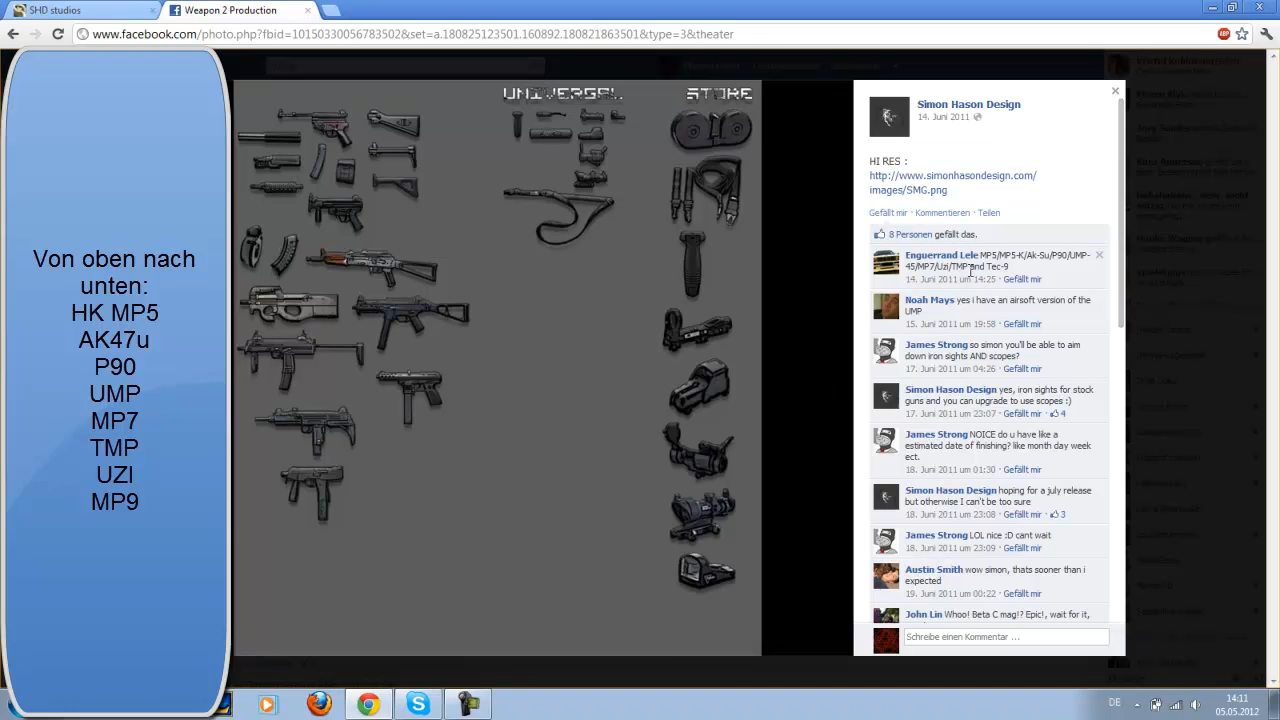 SHD studios
Weapon 2 Production
www.facebook.com/photo.php?fbid=10150330056783502&set=a.180825123501.160892.180821863501&type=3&theater
Von oben nach
unten:
HK MP5
AK47u
P90
UMP
MP7
TMP
UZI
MP9
UNIVERSAL
STORE
Simon Hason Design
14. Juni 2011
HI RES :
http://www.simonhasondesign.com/
images/SMG.png
Gefällt mir · Kommentieren · Teilen
8 Personen gefällt das.
Enguerrand Lele MP5/MP5-K/Ak-Su/P90/UMP-
45/MP7/Uzi/TMP and Tec-9
14. Juni 2011 um 14:25 · Gefällt mir
Noah Mays yes i have an airsoft version of the
UMP
15. Juni 2011 um 19:58 · Gefällt mir
James Strong so simon you'll be able to aim
down iron sights AND scopes?
17. Juni 2011 um 04:26 · Gefällt mir
Simon Hason Design yes, iron sights for stock
guns and you can upgrade to use scopes :)
17. Juni 2011 um 23:07 · Gefällt mir · 4
James Strong NOICE do u have like a
estimated date of finishing? like month day week
ect.
18. Juni 2011 um 01:30 · Gefällt mir
Simon Hason Design hoping for a july release
but otherwise I can't be too sure
18. Juni 2011 um 23:08 · Gefällt mir · 3
James Strong LOL nice :D cant wait
18. Juni 2011 um 23:09 · Gefällt mir
Austin Smith wow simon, thats sooner than i
expected
19. Juni 2011 um 00:22 · Gefällt mir
John Lin Whoo! Beta C mag!? Epic!, wait for it,
Schreibe einen Kommentar ...
DE
14:11
05.05.2012